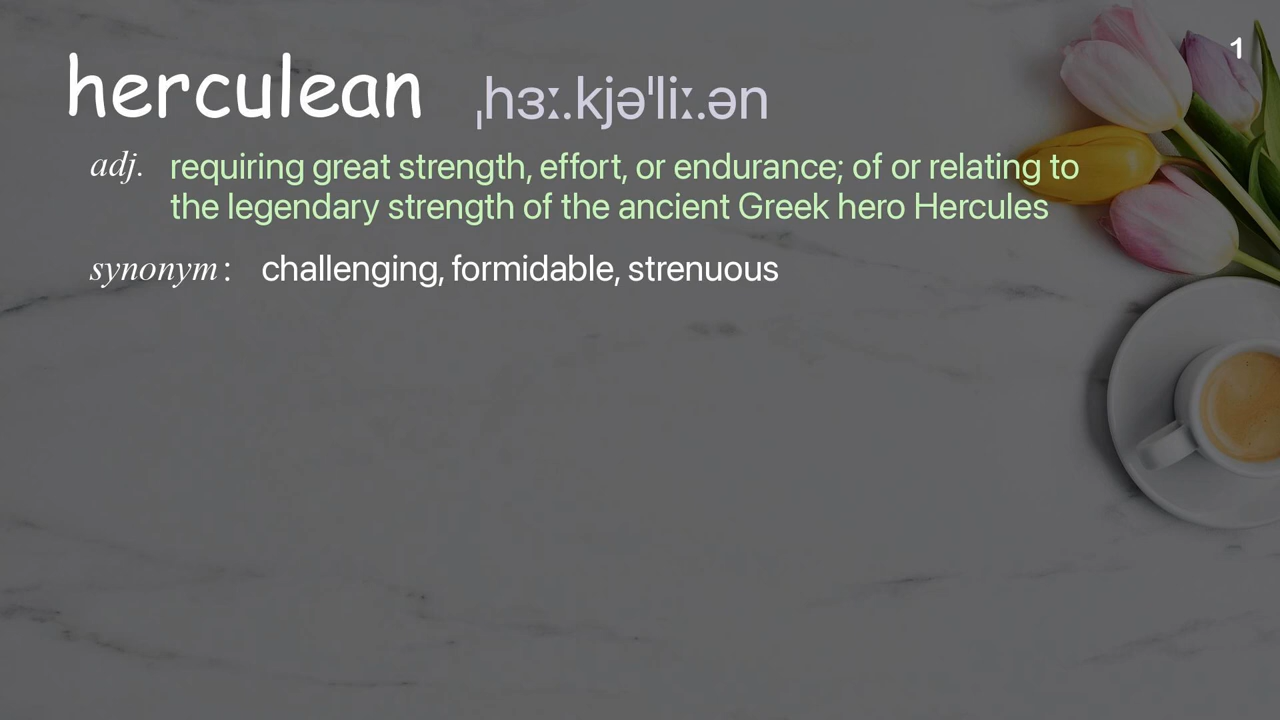 1
herculean ˌhɜː.kjəˈliː.ən
adj. requiring great strength, effort, or endurance; of or relating to
the legendary strength of the ancient Greek hero Hercules
synonym : challenging, formidable, strenuous